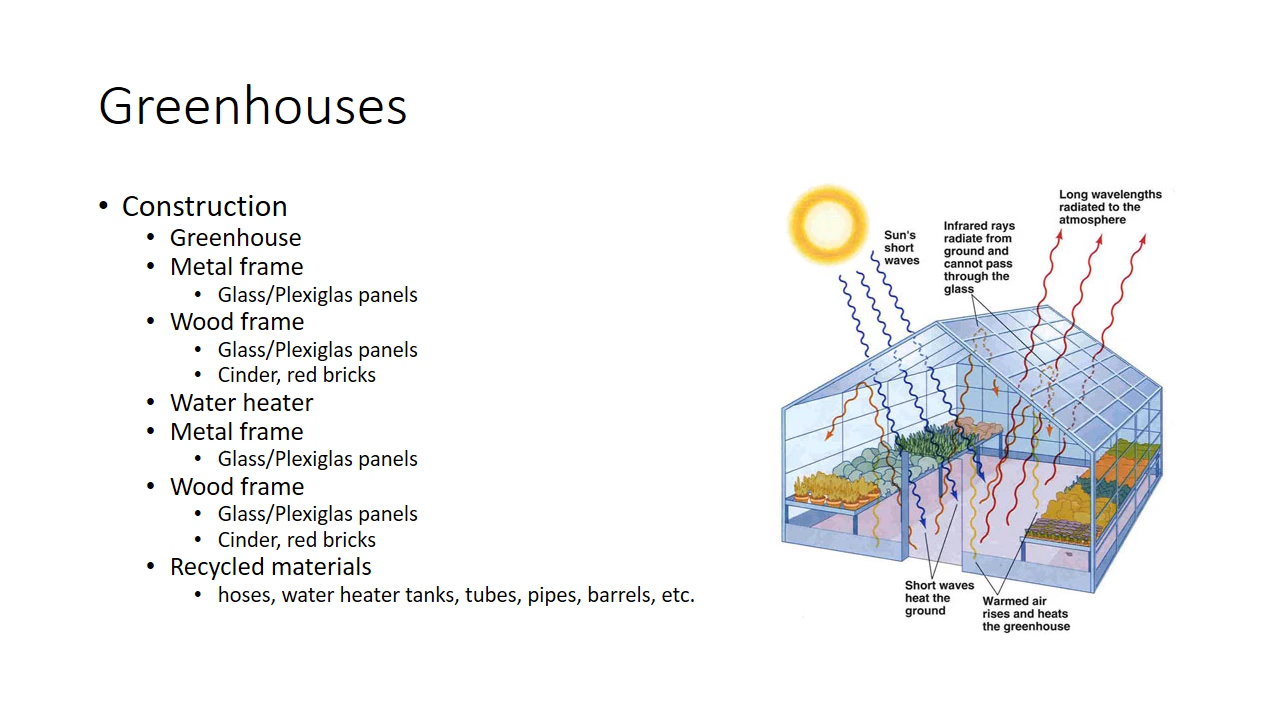 Greenhouses
• Construction
• Greenhouse
• Metal frame
• Glass/Plexiglas panels
• Wood frame
• Glass/Plexiglas panels
• Cinder, red bricks
• Water heater
• Metal frame
• Glass/Plexiglas panels
• Wood frame
• Glass/Plexiglas panels
• Cinder, red bricks
• Recycled materials
• hoses, water heater tanks, tubes, pipes, barrels, etc.
Sun's
short
waves
Infrared rays
radiate from
ground and
cannot pass
through the
glass
Long wavelengths
radiated to the
atmosphere
Short waves
heat the
ground
Warmed air
rises and heats
the greenhouse